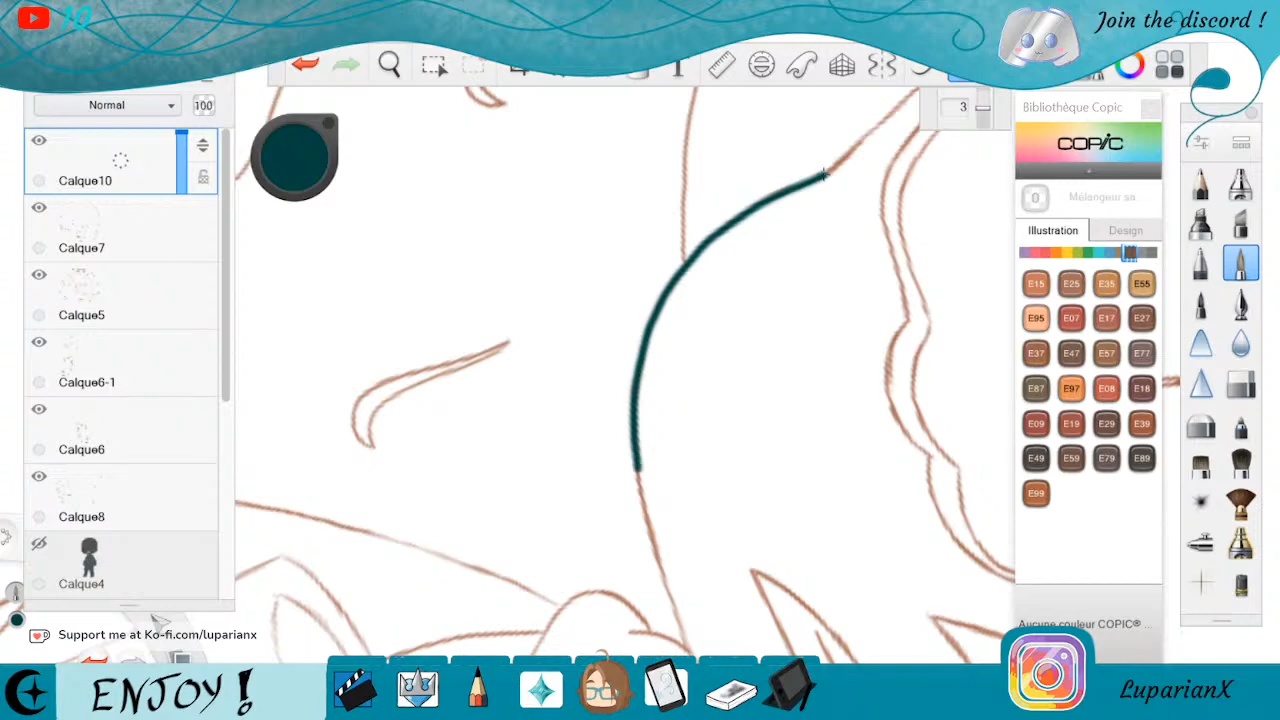 10
Join the discord !
Normal
100
3
Bibliothèque Copic
COPIC
0
Mélangeur sa...
Illustration
Design
Calque10
Calque7
Calque5
Calque6-1
Calque6
Calque8
Calque4
E15 E25 E35 E55
E95 E07 E17 E27
E37 E47 E57 E77
E87 E97 E08 E18
E09 E19 E29 E39
E49 E59 E79 E89
E99
Aucune couleur COPIC® ...
Support me at Ko-fi.com/luparianx
ENJOY !
LuparianX